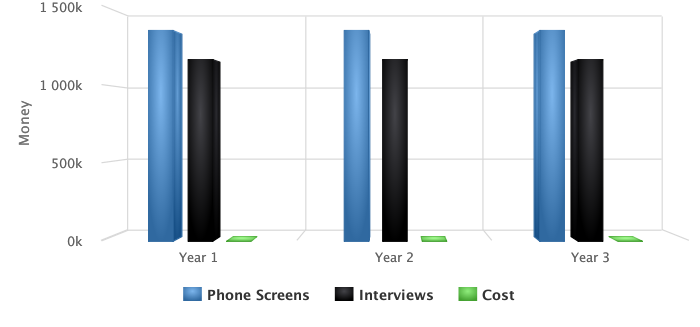 1 500k
1 000k
500k
0k
Money
Year 1 Year 2 Year 3
Phone Screens Interviews Cost